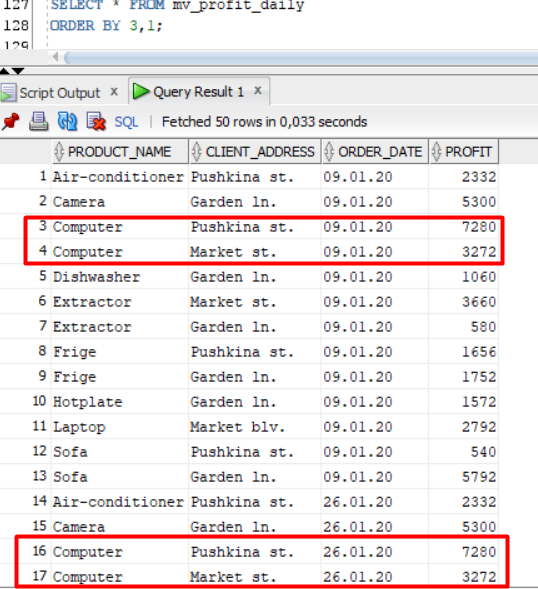 127 SELECT * FROM mv_profit_daily
128 ORDER BY 3,1;
129
Script Output x Query Result 1 x
SQL | Fetched 50 rows in 0,033 seconds
PRODUCT_NAME CLIENT_ADDRESS ORDER_DATE PROFIT
1 Air-conditioner Pushkina st. 09.01.20 2332
2 Camera Garden ln. 09.01.20 5300
3 Computer Pushkina st. 09.01.20 7280
4 Computer Market st. 09.01.20 3272
5 Dishwasher Garden ln. 09.01.20 1060
6 Extractor Market st. 09.01.20 3660
7 Extractor Garden ln. 09.01.20 580
8 Frige Pushkina st. 09.01.20 1656
9 Frige Garden ln. 09.01.20 1752
10 Hotplate Garden ln. 09.01.20 1572
11 Laptop Market blv. 09.01.20 2792
12 Sofa Pushkina st. 09.01.20 540
13 Sofa Garden ln. 09.01.20 5792
14 Air-conditioner Pushkina st. 26.01.20 2332
15 Camera Garden ln. 26.01.20 5300
16 Computer Pushkina st. 26.01.20 7280
17 Computer Market st. 26.01.20 3272